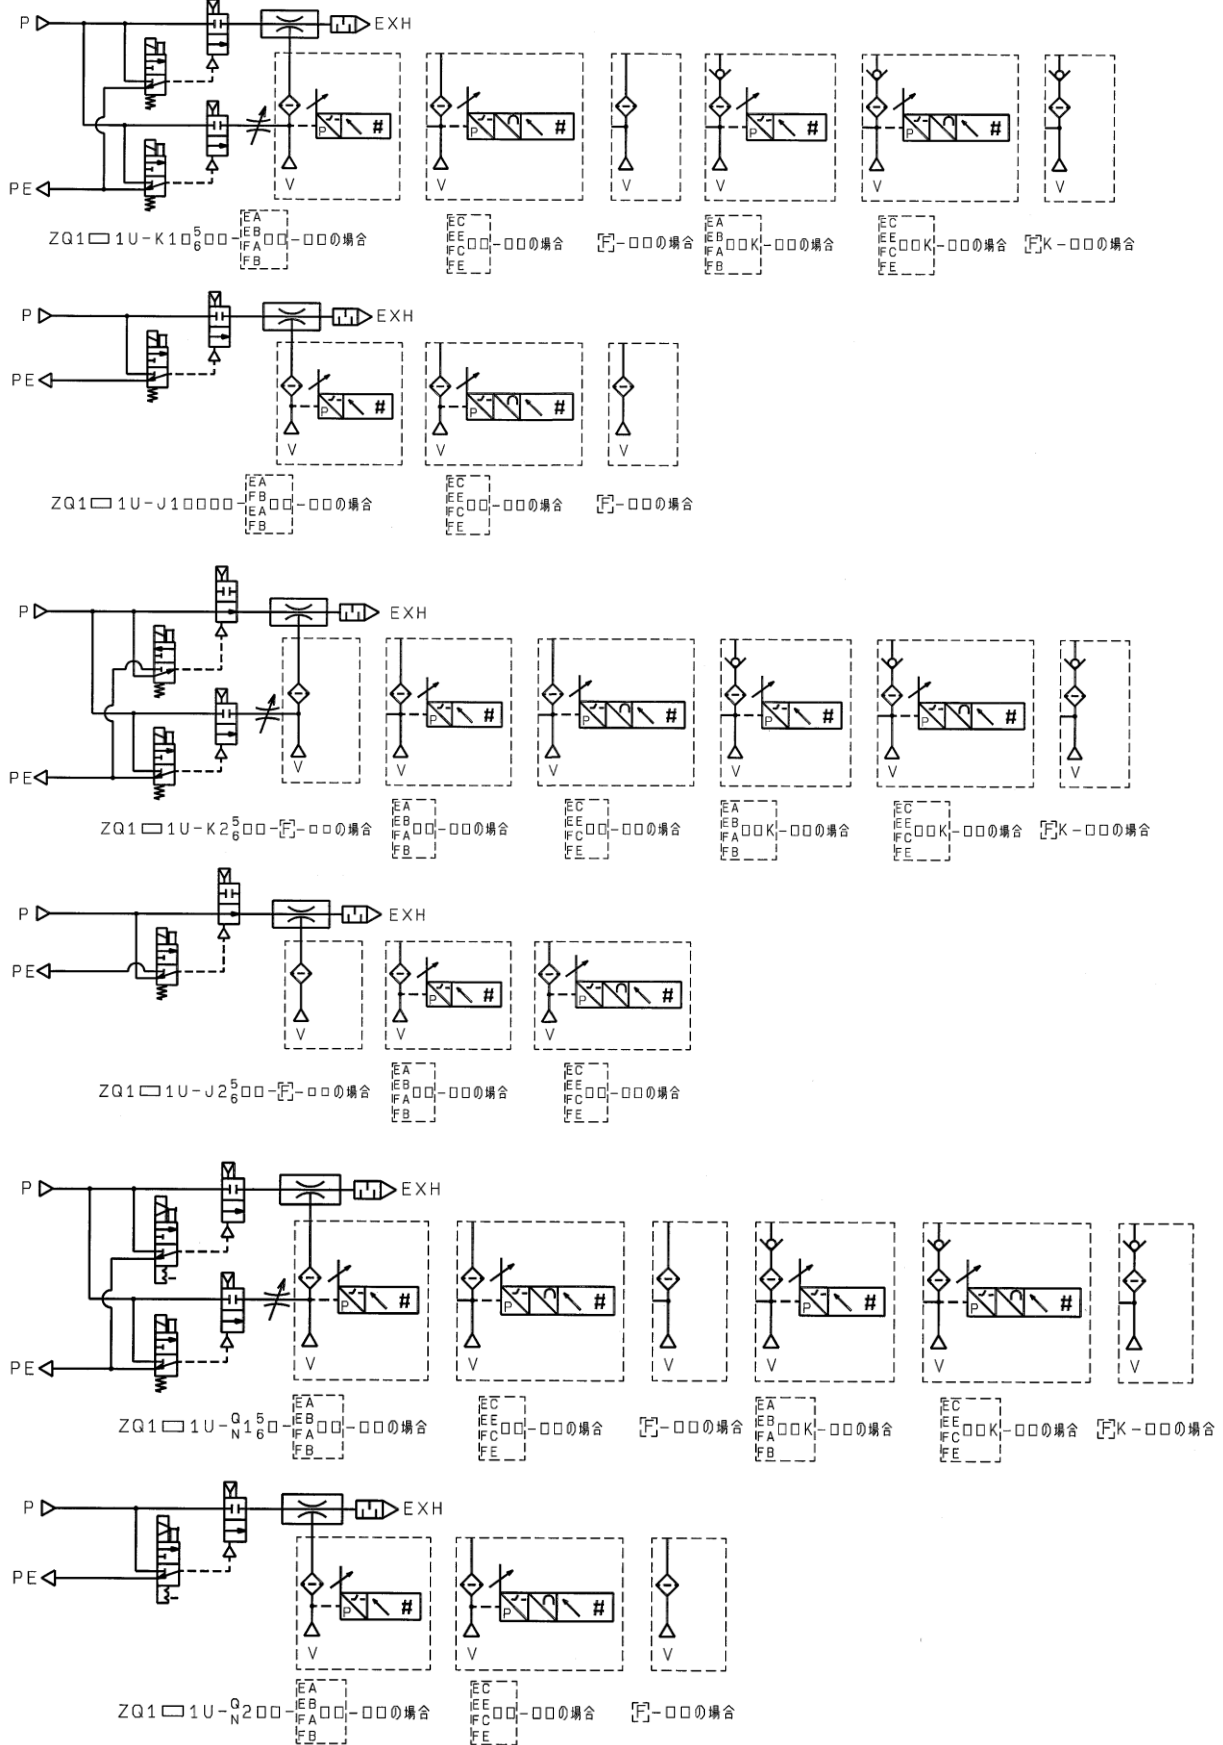 P EXH
P # P # P # P #
V V V V V V
PE
ZQ1▭1U-K1□5/6□□-[EA EB FA FB]□□-□□の場合 [EC EE FC FE]□□-□□の場合 [F]-□□の場合 [EA EB FA FB]□□K-□□の場合 [EC EE FC FE]□□K-□□の場合 [F]K-□□の場合
P EXH
PE
P # P #
V V V
ZQ1▭1U-J1□□□□-[EA FB EA FB]□□-□□の場合 [EC EE FC FE]□□-□□の場合 [F]-□□の場合
P EXH
P # P # P # P #
V V V V V V
PE
ZQ1▭1U-K25/6□□-[F]-□□の場合 [EA EB FA FB]□□-□□の場合 [EC EE FC FE]□□-□□の場合 [EA EB FA FB]□□K-□□の場合 [EC EE FC FE]□□K-□□の場合 [F]K-□□の場合
P EXH
PE
P # P #
V V V
ZQ1▭1U-J25/6□□-[F]-□□の場合 [EA EB FA FB]□□-□□の場合 [EC EE FC FE]□□-□□の場合
P EXH
P # P # P # P #
V V V V V V
PE
ZQ1▭1U-Q/N15/6□-[EA EB FA FB]□□-□□の場合 [EC EE FC FE]□□-□□の場合 [F]-□□の場合 [EA EB FA FB]□□K-□□の場合 [EC EE FC FE]□□K-□□の場合 [F]K-□□の場合
P EXH
PE
P # P #
V V V
ZQ1▭1U-Q/N2□□-[EA EB FA FB]□□-□□の場合 [EC EE FC FE]□□-□□の場合 [F]-□□の場合